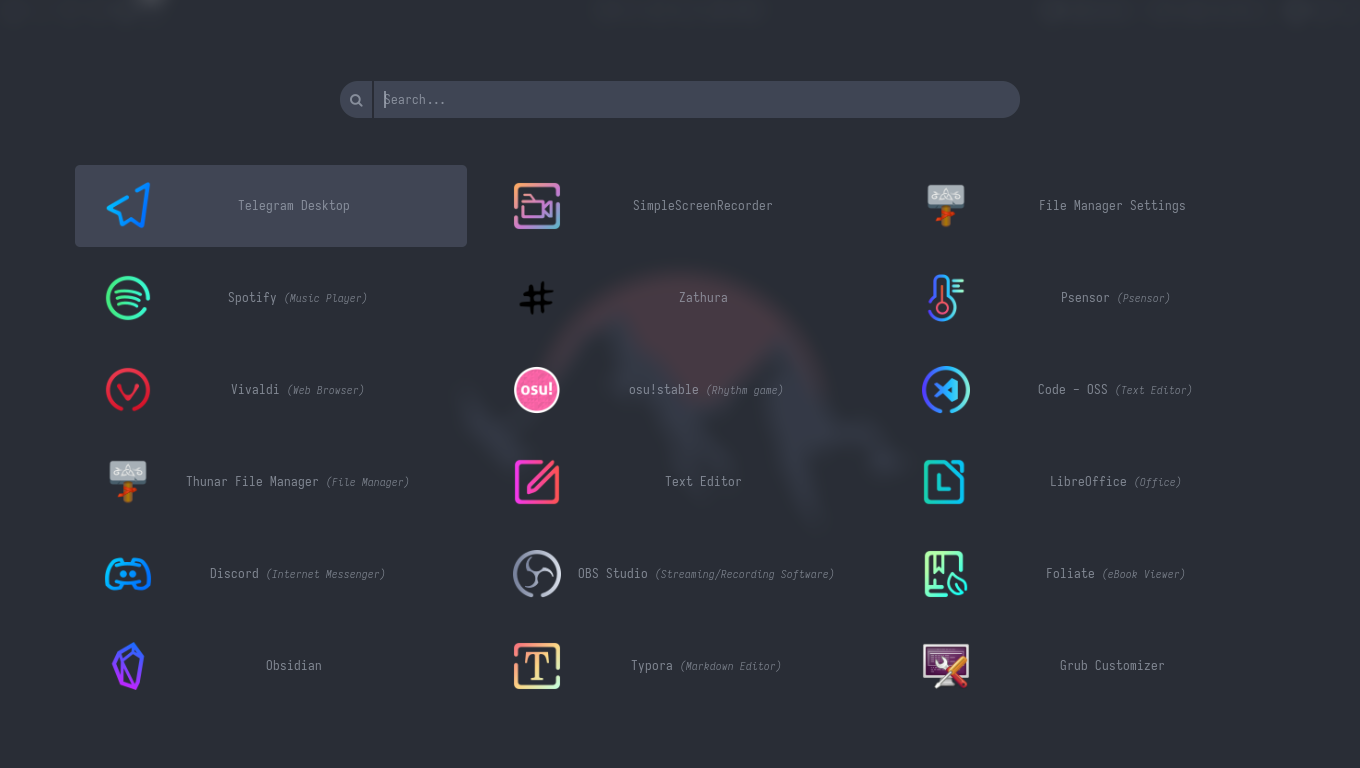 Search...
Telegram Desktop
SimpleScreenRecorder
File Manager Settings
Spotify (Music Player)
Zathura
Psensor (Psensor)
Vivaldi (Web Browser)
osu!
osu!stable (Rhythm game)
Code - OSS (Text Editor)
Thunar File Manager (File Manager)
Text Editor
LibreOffice (Office)
Discord (Internet Messenger)
OBS Studio (Streaming/Recording Software)
Foliate (eBook Viewer)
Obsidian
T
Typora (Markdown Editor)
Grub Customizer